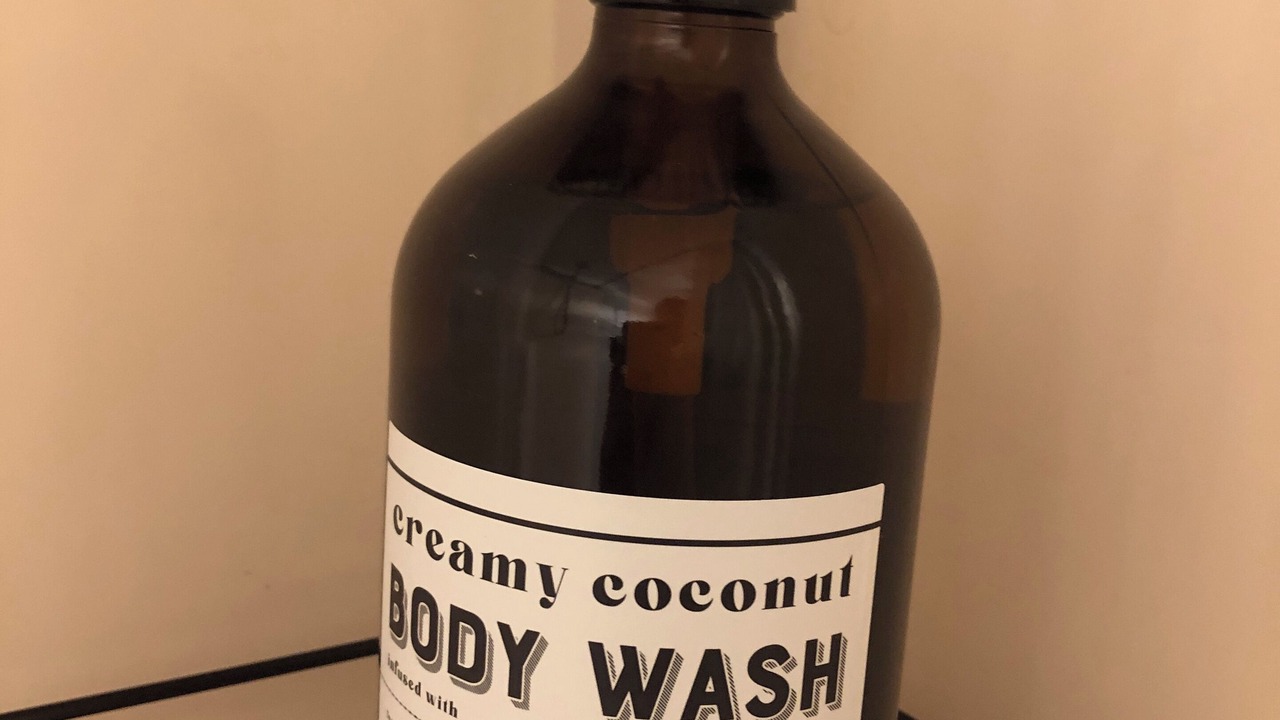 creamy coconut
BODY WASH
infused with